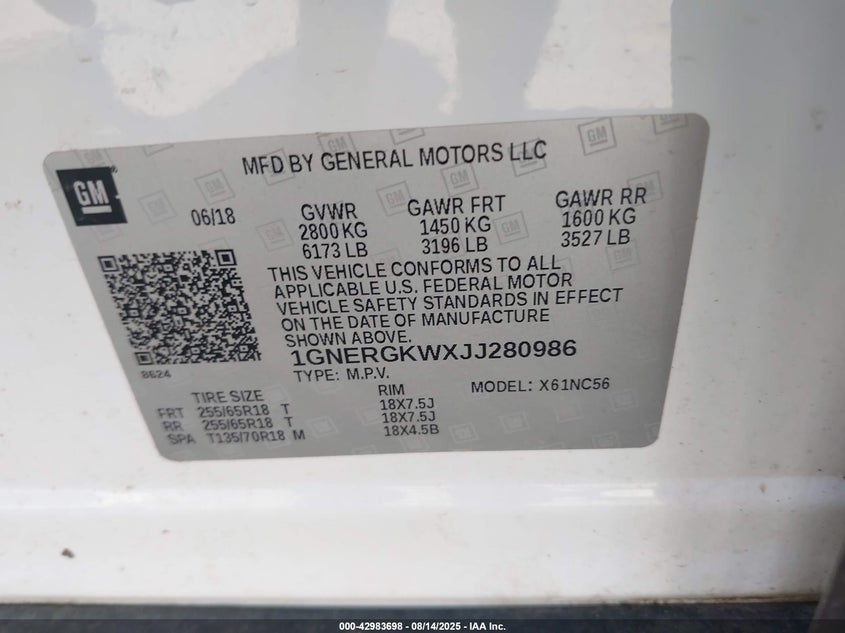 MFD BY GENERAL MOTORS LLC
GM
06/18
GVWR
2800 KG
6173 LB
GAWR FRT
1450 KG
3196 LB
GAWR RR
1600 KG
3527 LB
THIS VEHICLE CONFORMS TO ALL
APPLICABLE U.S. FEDERAL MOTOR
VEHICLE SAFETY STANDARDS IN EFFECT
ON THE DATE OF MANUFACTURE
SHOWN ABOVE.
1GNERGKWXJJ280986
8624
TYPE: M.P.V.
MODEL: X61NC56
TIRE SIZE RIM
FRT 255/65R18 T 18X7.5J
RR 255/65R18 T 18X7.5J
SPA T135/70R18 M 18X4.5B
000-42983698 - 08/14/2025 - IAA Inc.